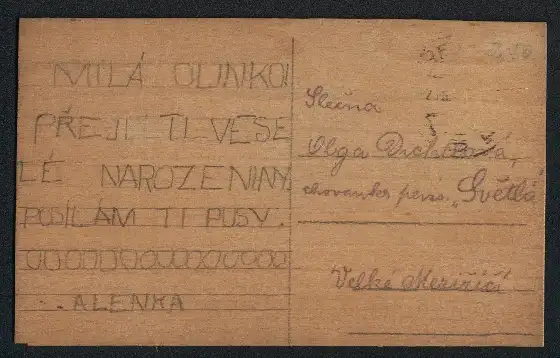 MILÁ OLINKO!
PŘEJI TI VESE
LÉ NAROZENINY.
POSÍLÁM TI PUSY.
OOOOOOOOOOOOOOO
ALENKA
Slečna
Olga
chovanka pens. „Světlá"
Velké Meziříčí